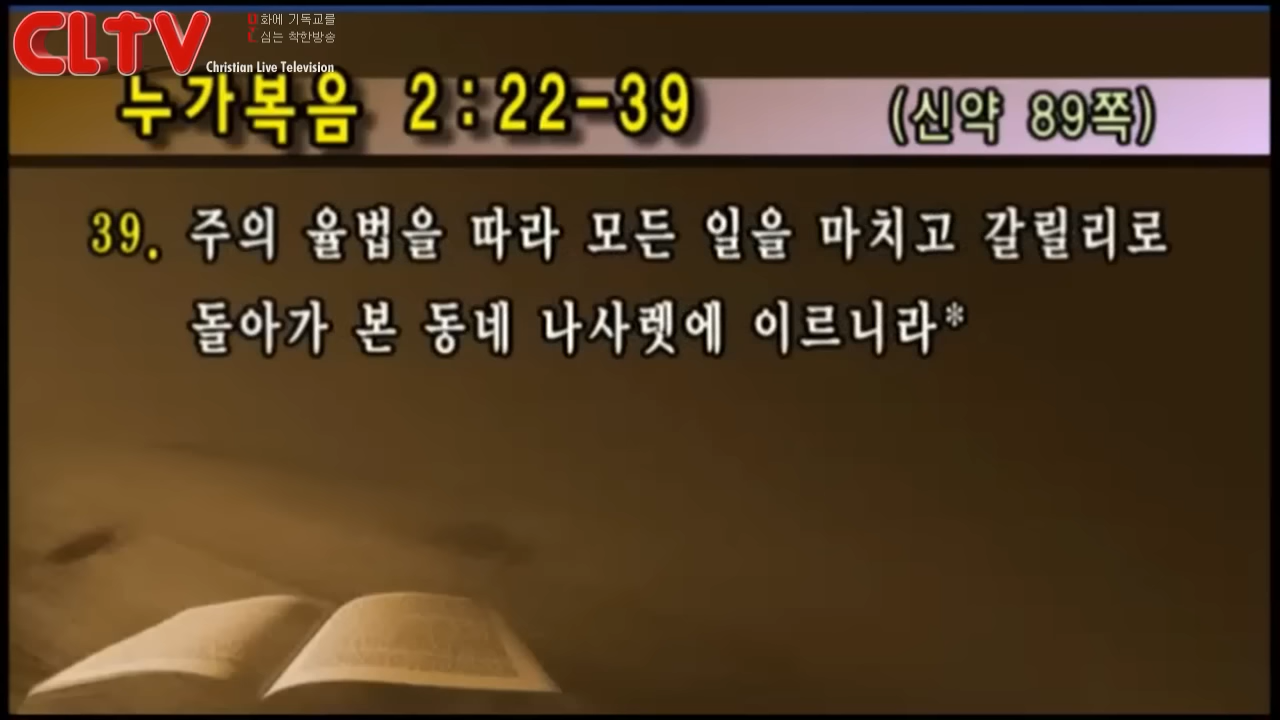 CLTV
문화에 기독교를
심는 착한방송
Christian Live Television
누가복음 2:22-39 (신약 89쪽)
39. 주의 율법을 따라 모든 일을 마치고 갈릴리로
돌아가 본 동네 나사렛에 이르니라*